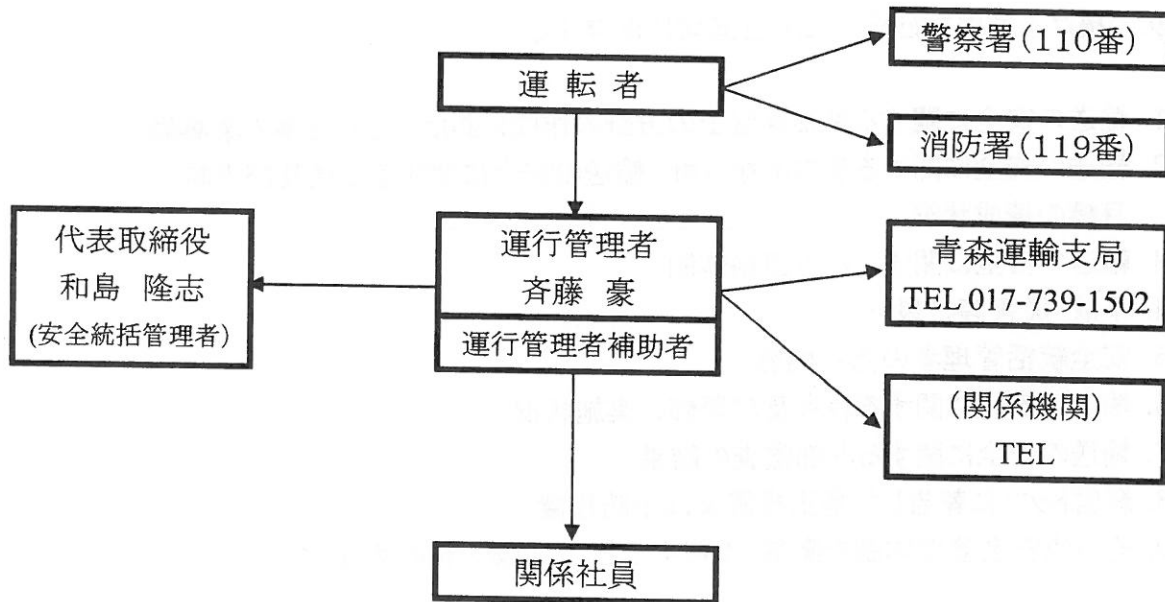 警察署(110番)
運 転 者
消防署(119番)
代表取締役
和島 隆志
(安全統括管理者)
運行管理者
斉藤 豪
運行管理者補助者
青森運輸支局
TEL 017-739-1502
(関係機関)
TEL
関係社員